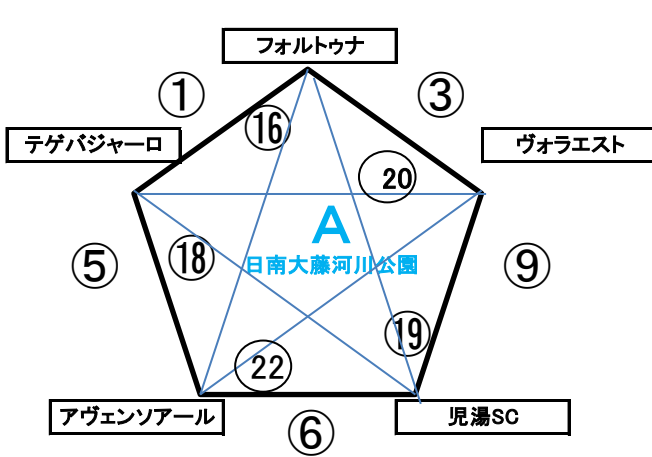 フォルトゥナ
①
③
⑯
テゲバジャーロ
ヴォラエスト
20
A
日南大藤河川公園
⑤
⑱
⑨
⑲
22
アヴェンソアール
児湯SC
⑥